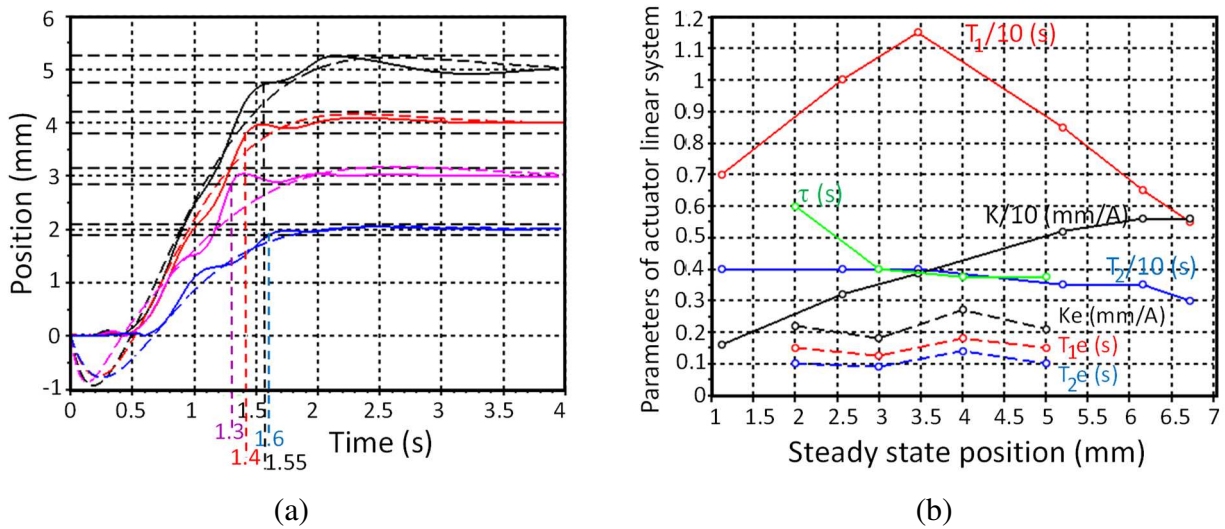 6
5
4
3
2
1
0
-1
Position (mm)
0 0.5 1 1.5 2 2.5 3 3.5 4
1.3
1.6
1.4
1.55
Time (s)
(a)
1.2
1.1
1
0.9
0.8
0.7
0.6
0.5
0.4
0.3
0.2
0.1
0
Parameters of actuator linear system
T₁/10 (s)
τ (s)
K/10 (mm/A)
T₂/10 (s)
Ke (mm/A)
T₁e (s)
T₂e (s)
1 1.5 2 2.5 3 3.5 4 4.5 5 5.5 6 6.5 7
Steady state position (mm)
(b)